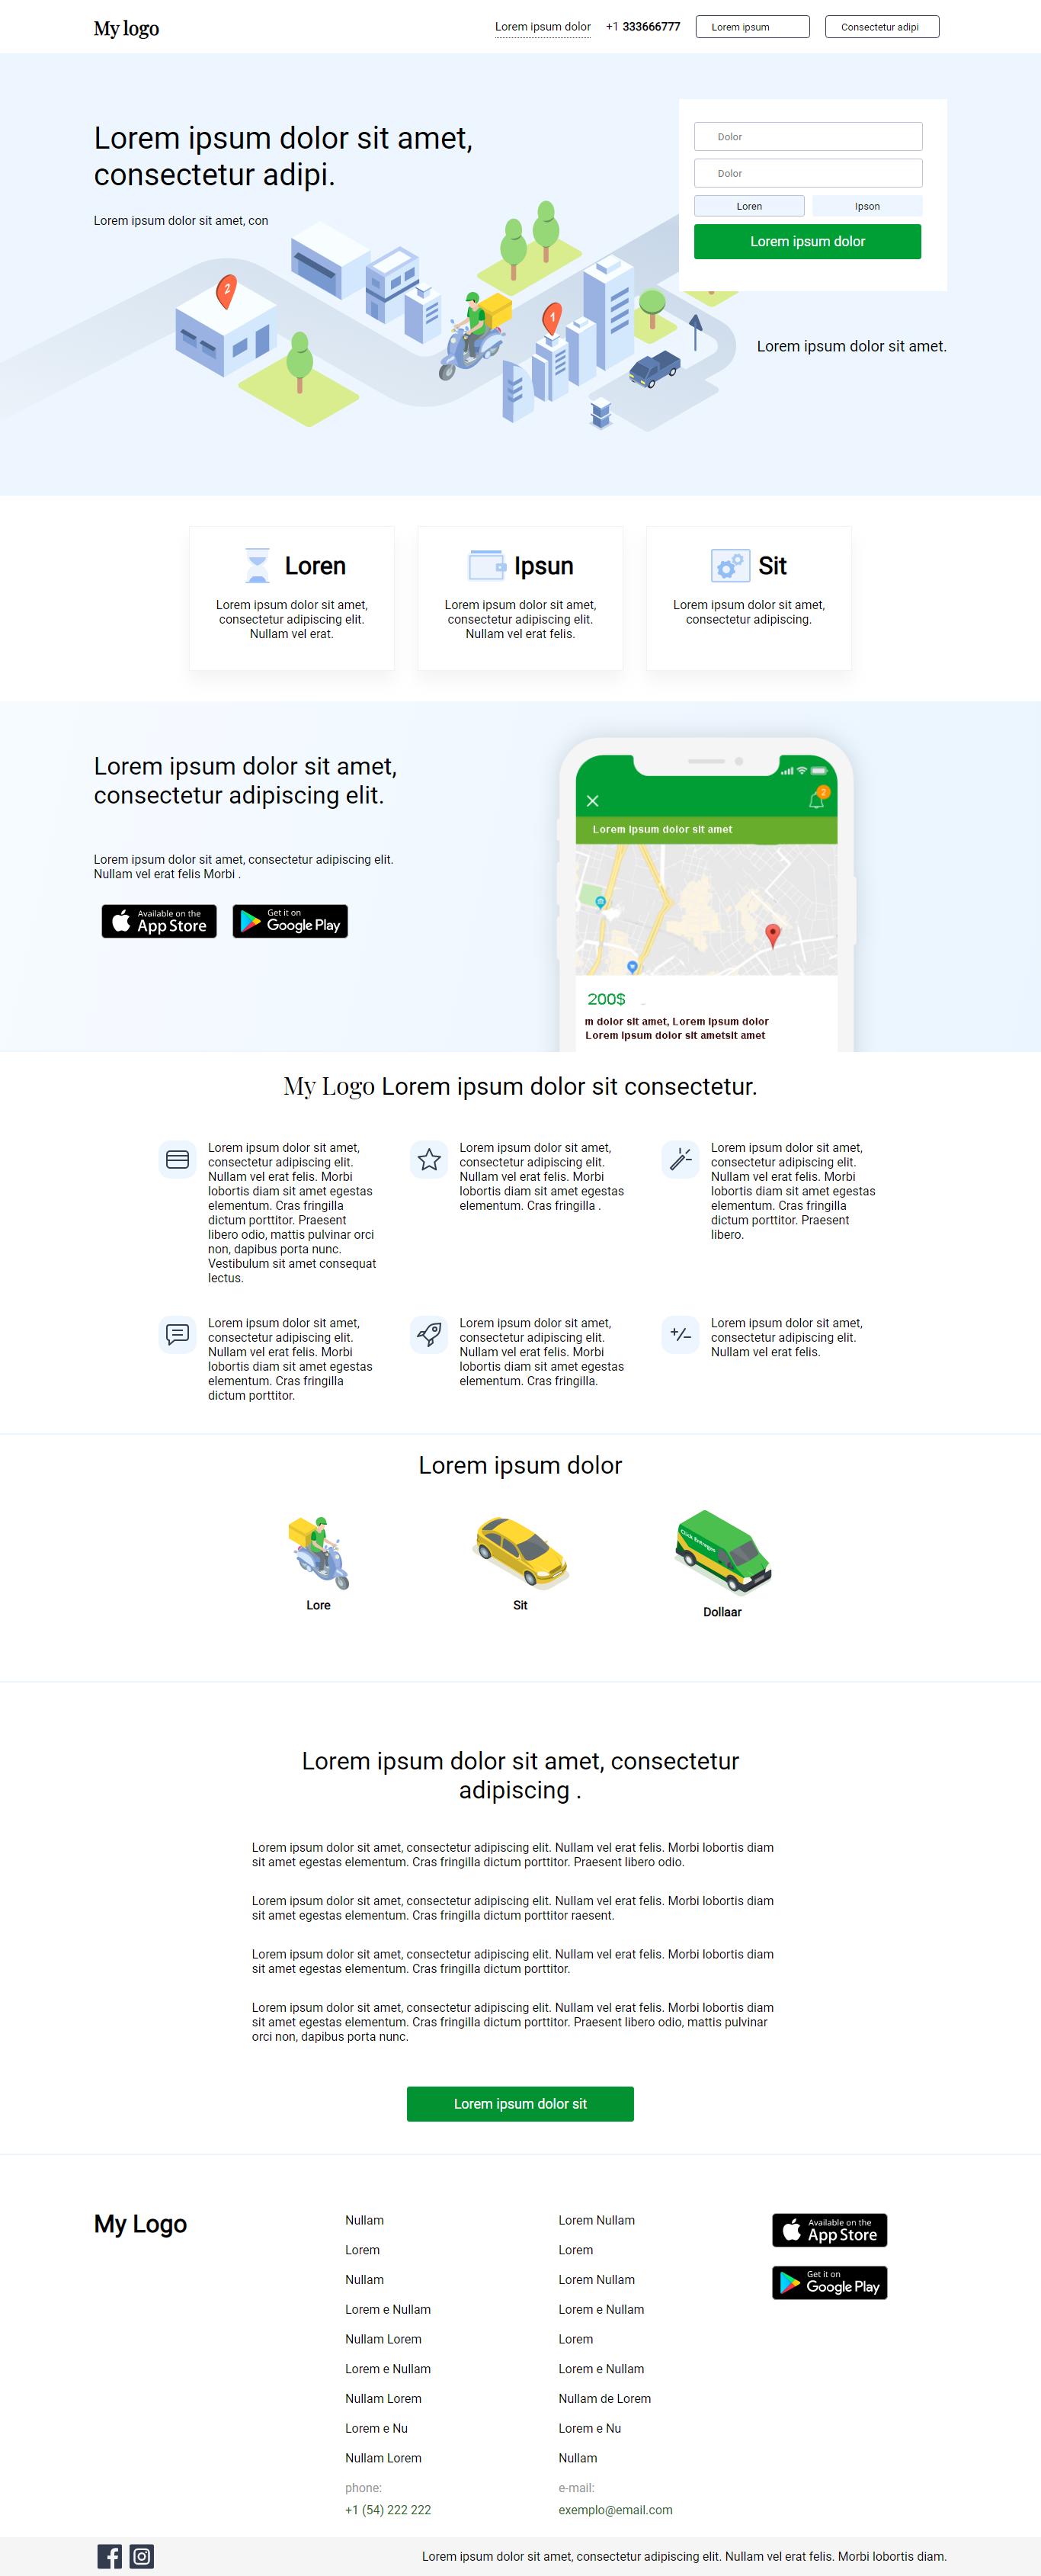 My logo
Lorem ipsum dolor
+1 333666777
Lorem ipsum
Consectetur adipi
Lorem ipsum dolor sit amet,
consectetur adipi.
Lorem ipsum dolor sit amet, con
Dolor
Dolor
Loren
Ipson
Lorem ipsum dolor
2
1
Lorem ipsum dolor sit amet.
Loren
Lorem ipsum dolor sit amet,
consectetur adipiscing elit.
Nullam vel erat.
Ipsun
Lorem ipsum dolor sit amet,
consectetur adipiscing elit.
Nullam vel erat felis.
Sit
Lorem ipsum dolor sit amet,
consectetur adipiscing.
Lorem ipsum dolor sit amet,
consectetur adipiscing elit.
Lorem ipsum dolor sit amet, consectetur adipiscing elit.
Nullam vel erat felis Morbi .
Available on the
App Store
Get it on
Google Play
2
Lorem ipsum dolor sit amet
200$
m dolor sit amet, Lorem ipsum dolor
Lorem ipsum dolor sit ametsit amet
My Logo Lorem ipsum dolor sit consectetur.
Lorem ipsum dolor sit amet,
consectetur adipiscing elit.
Nullam vel erat felis. Morbi
lobortis diam sit amet egestas
elementum. Cras fringilla
dictum porttitor. Praesent
libero odio, mattis pulvinar orci
non, dapibus porta nunc.
Vestibulum sit amet consequat
lectus.
Lorem ipsum dolor sit amet,
consectetur adipiscing elit.
Nullam vel erat felis. Morbi
lobortis diam sit amet egestas
elementum. Cras fringilla .
Lorem ipsum dolor sit amet,
consectetur adipiscing elit.
Nullam vel erat felis. Morbi
lobortis diam sit amet egestas
elementum. Cras fringilla
dictum porttitor. Praesent
libero.
Lorem ipsum dolor sit amet,
consectetur adipiscing elit.
Nullam vel erat felis. Morbi
lobortis diam sit amet egestas
elementum. Cras fringilla
dictum porttitor.
Lorem ipsum dolor sit amet,
consectetur adipiscing elit.
Nullam vel erat felis. Morbi
lobortis diam sit amet egestas
elementum. Cras fringilla.
Lorem ipsum dolor sit amet,
consectetur adipiscing elit.
Nullam vel erat felis.
Lorem ipsum dolor
Click Entregas
Lore
Sit
Dollaar
Lorem ipsum dolor sit amet, consectetur
adipiscing .
Lorem ipsum dolor sit amet, consectetur adipiscing elit. Nullam vel erat felis. Morbi lobortis diam
sit amet egestas elementum. Cras fringilla dictum porttitor. Praesent libero odio.
Lorem ipsum dolor sit amet, consectetur adipiscing elit. Nullam vel erat felis. Morbi lobortis diam
sit amet egestas elementum. Cras fringilla dictum porttitor raesent.
Lorem ipsum dolor sit amet, consectetur adipiscing elit. Nullam vel erat felis. Morbi lobortis diam
sit amet egestas elementum. Cras fringilla dictum porttitor.
Lorem ipsum dolor sit amet, consectetur adipiscing elit. Nullam vel erat felis. Morbi lobortis diam
sit amet egestas elementum. Cras fringilla dictum porttitor. Praesent libero odio, mattis pulvinar
orci non, dapibus porta nunc.
Lorem ipsum dolor sit
My Logo
Nullam
Lorem
Nullam
Lorem e Nullam
Nullam Lorem
Lorem e Nullam
Nullam Lorem
Lorem e Nu
Nullam Lorem
phone:
+1 (54) 222 222
Lorem Nullam
Lorem
Lorem Nullam
Lorem e Nullam
Lorem
Lorem e Nullam
Nullam de Lorem
Lorem e Nu
Nullam
e-mail:
exemplo@email.com
Available on the
App Store
Get it on
Google Play
Lorem ipsum dolor sit amet, consectetur adipiscing elit. Nullam vel erat felis. Morbi lobortis diam.